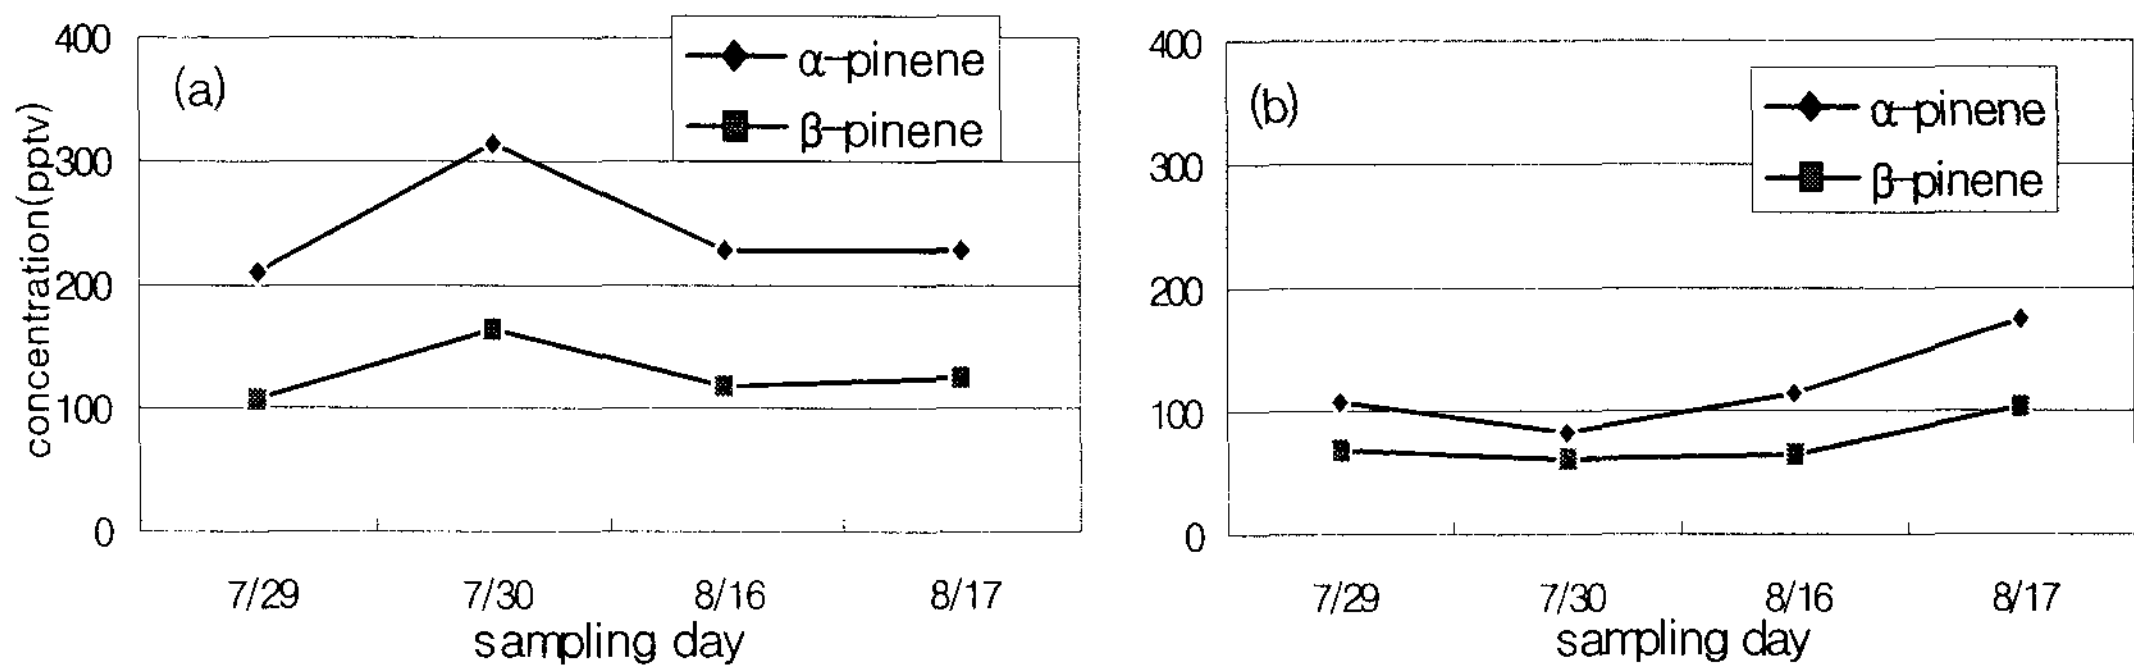 (a)
α-pinene
β-pinene
concentration(pptv)
400
300
200
100
0
7/29 7/30 8/16 8/17
sampling day
(b)
α-pinene
β-pinene
400
300
200
100
0
7/29 7/30 8/16 8/17
sampling day